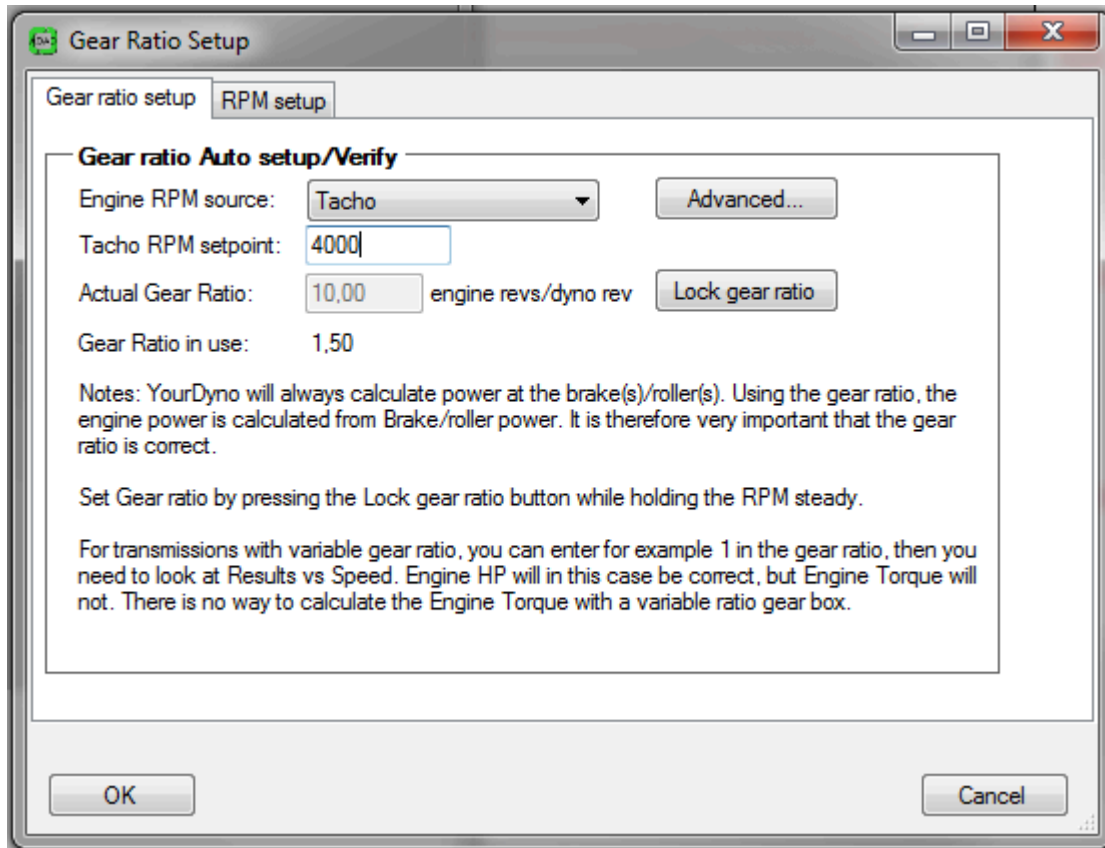 Gear Ratio Setup
Gear ratio setup
RPM setup
Gear ratio Auto setup/Verify
Engine RPM source: Tacho Advanced...
Tacho RPM setpoint: 4000
Actual Gear Ratio: 10,00 engine revs/dyno rev Lock gear ratio
Gear Ratio in use: 1,50
Notes: YourDyno will always calculate power at the brake(s)/roller(s). Using the gear ratio, the
engine power is calculated from Brake/roller power. It is therefore very important that the gear
ratio is correct.
Set Gear ratio by pressing the Lock gear ratio button while holding the RPM steady.
For transmissions with variable gear ratio, you can enter for example 1 in the gear ratio, then you
need to look at Results vs Speed. Engine HP will in this case be correct, but Engine Torque will
not. There is no way to calculate the Engine Torque with a variable ratio gear box.
OK Cancel